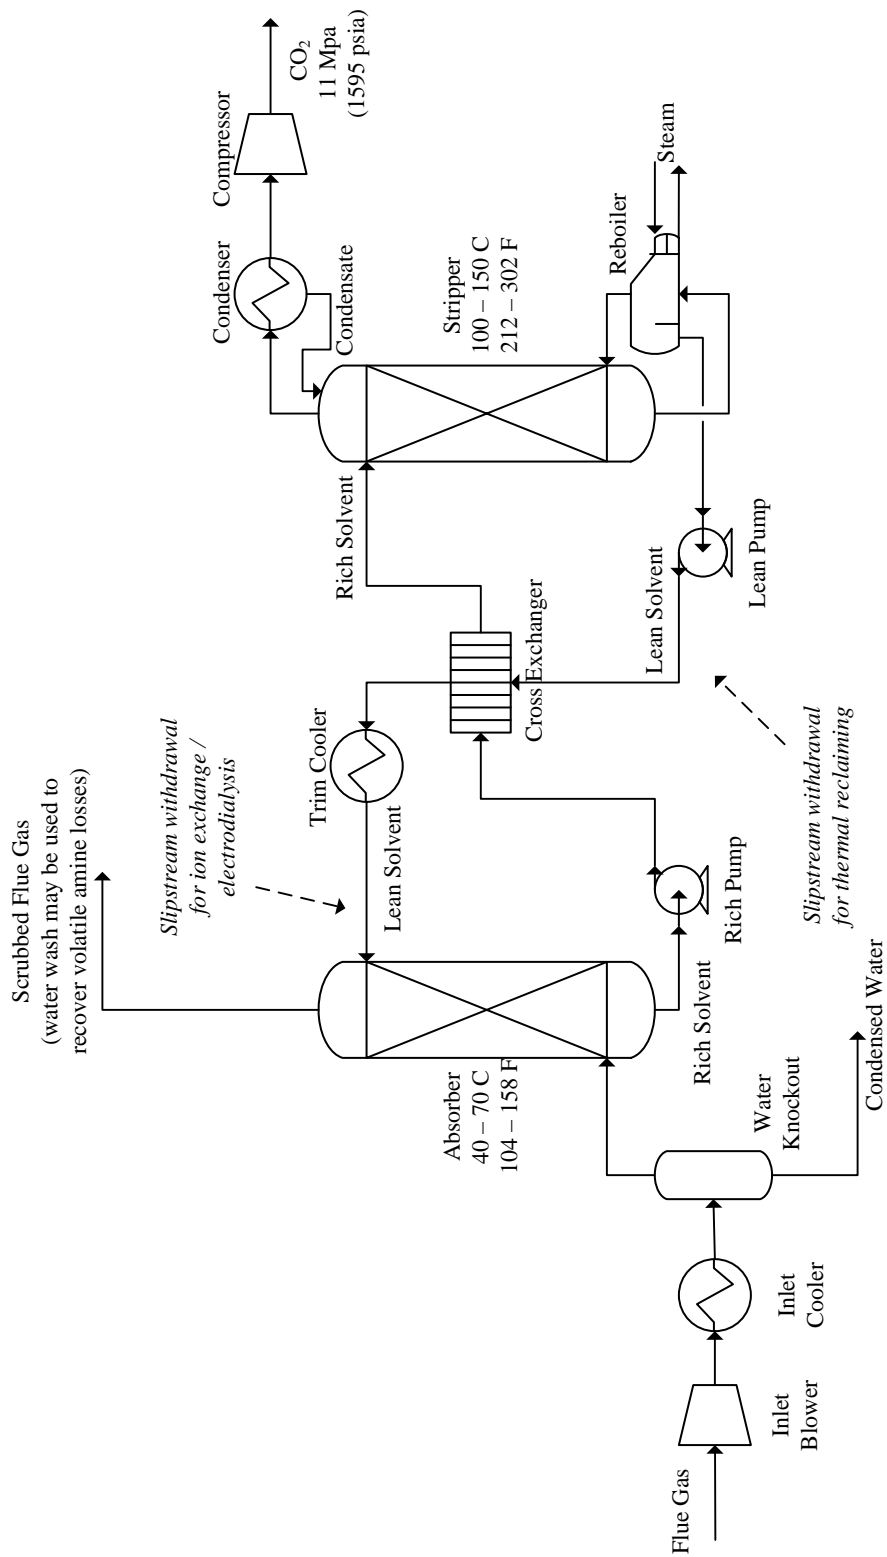 Flue Gas
Inlet
Blower
Inlet
Cooler
Water
Knockout
Condensed Water
Absorber
40 – 70 C
104 – 158 F
Scrubbed Flue Gas
(water wash may be used to
recover volatile amine losses)
Slipstream withdrawal
for ion exchange /
electrodialysis
Lean Solvent
Trim Cooler
Rich Solvent
Rich Pump
Cross Exchanger
Rich Solvent
Lean Solvent
Lean Pump
Slipstream withdrawal
for thermal reclaiming
Stripper
100 – 150 C
212 – 302 F
Condenser
Condensate
Reboiler
Steam
Compressor
CO₂
11 Mpa
(1595 psia)